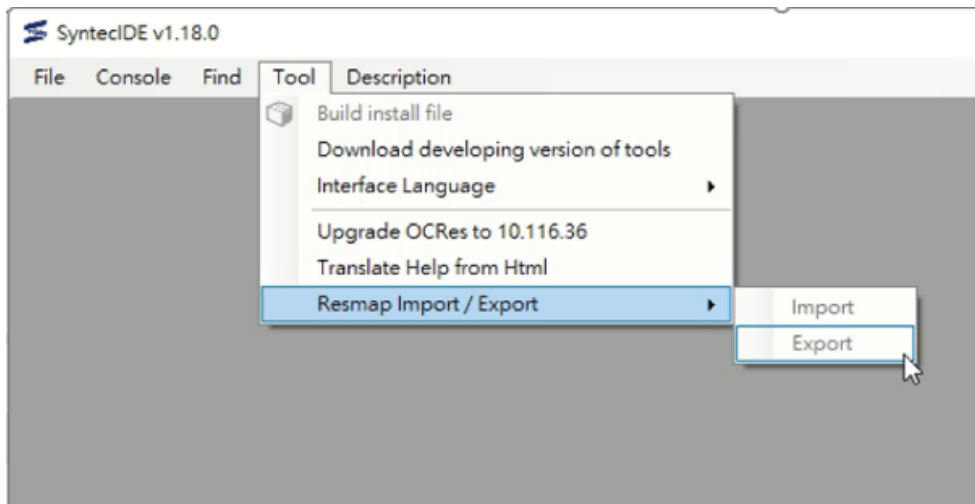 SyntecIDE v1.18.0
File Console Find Tool Description
Build install file
Download developing version of tools
Interface Language
Upgrade OCRes to 10.116.36
Translate Help from Html
Resmap Import / Export
Import
Export